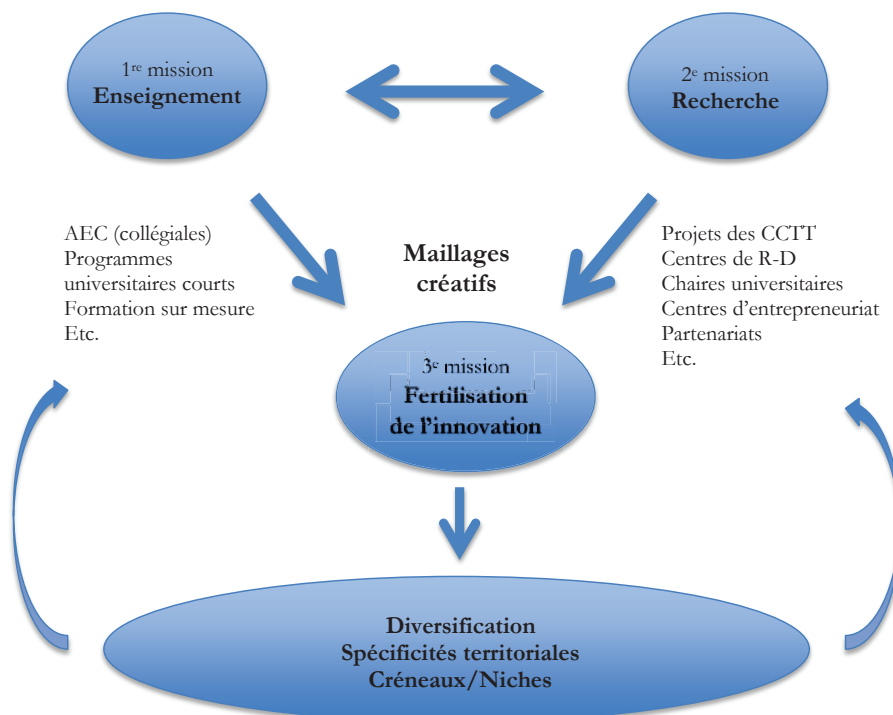 1re mission
Enseignement
2e mission
Recherche
AEC (collégiales)
Programmes
universitaires courts
Formation sur mesure
Etc.
Maillages
créatifs
Projets des CCTT
Centres de R-D
Chaires universitaires
Centres d'entrepreneuriat
Partenariats
Etc.
3e mission
Fertilisation
de l'innovation
Diversification
Spécificités territoriales
Créneaux/Niches